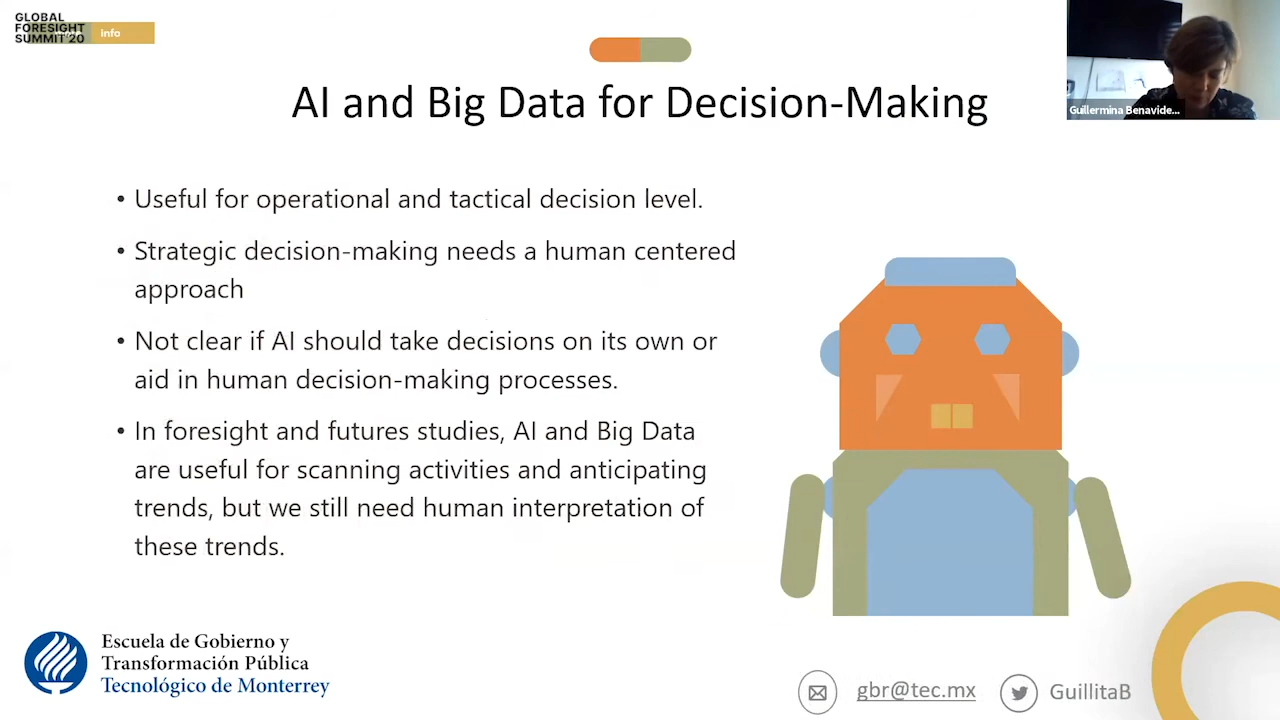 GLOBAL
FORESIGHT
SUMMIT'20
info
Guillermina Benavide...
AI and Big Data for Decision-Making
• Useful for operational and tactical decision level.
• Strategic decision-making needs a human centered
approach
• Not clear if AI should take decisions on its own or
aid in human decision-making processes.
• In foresight and futures studies, AI and Big Data
are useful for scanning activities and anticipating
trends, but we still need human interpretation of
these trends.
Escuela de Gobierno y
Transformación Pública
Tecnológico de Monterrey
gbr@tec.mx
GuillitaB